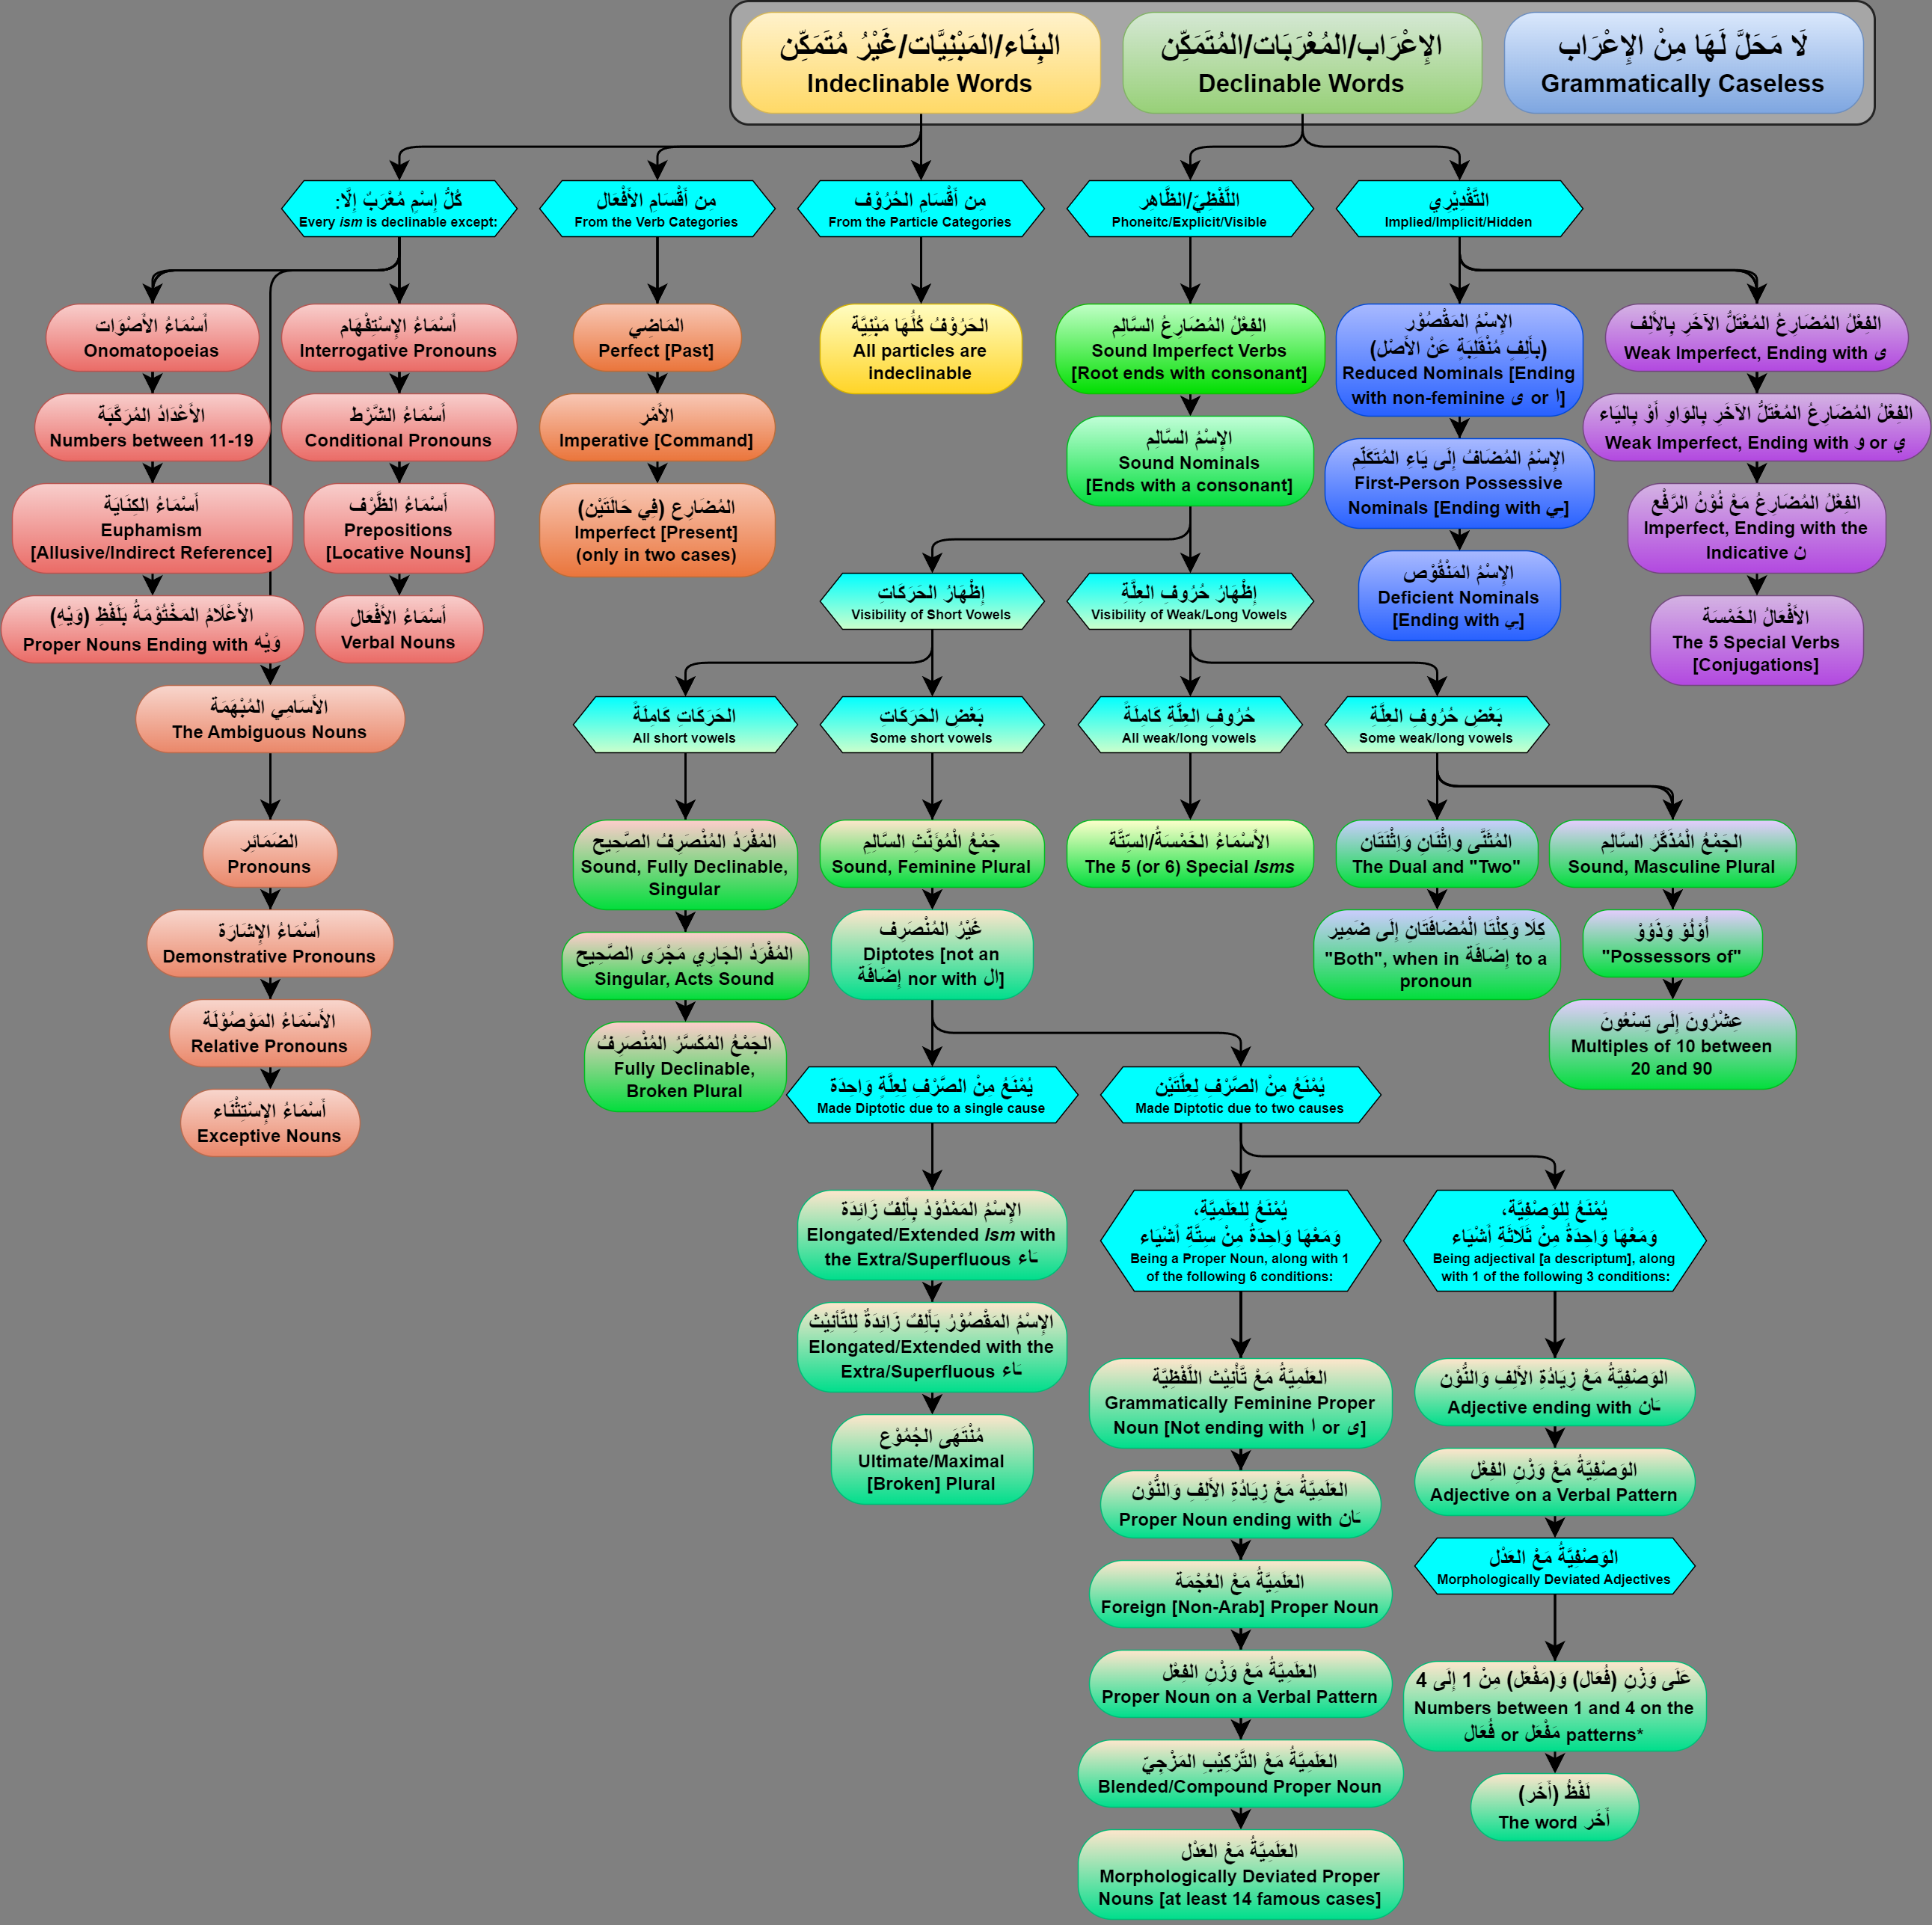 البِنَاء/المَبْنِيَّات/غَيْرُ مُتَمَكِّن
Indeclinable Words
الإِعْرَاب/المُعْرَبَات/المُتَمَكِّن
Declinable Words
لَا مَحَلَّ لَهَا مِنْ الإِعْرَاب
Grammatically Caseless
كُلُّ إِسْمٍ مُعْرَبٌ إِلَّا:
Every ism is declinable except:
مِن أَقْسَامِ الأَفْعَال
From the Verb Categories
مِن أَقْسَامِ الحُرُوْف
From the Particle Categories
اللَّفْظِيّ/الظَّاهِر
Phoneitc/Explicit/Visible
التَّقْدِيْرِي
Implied/Implicit/Hidden
أَسْمَاءُ الأَصْوَات
Onomatopoeias
أَسْمَاءُ الإِسْتِفْهَام
Interrogative Pronouns
المَاضِي
Perfect [Past]
الحَرُوْفُ كُلُّهَا مَبْنِيَّة
All particles are
indeclinable
الفِعْلُ المُضَارِعُ السَّالِم
Sound Imperfect Verbs
[Root ends with consonant]
الإِسْمُ المَقْصُوْر
(بِأَلِفٍ مُنْقَلِبَةٍ عَنْ الأَصْل)
Reduced Nominals [Ending
with non-feminine ى or ا]
الفِعْلُ المُضَارِعُ المُعْتَلُّ الآخَرِ بِالأَلِف
Weak Imperfect, Ending with ى
الأَعْدَادُ المُرَكَّبَة
Numbers between 11-19
أَسْمَاءُ الشَّرْط
Conditional Pronouns
الأَمْر
Imperative [Command]
الإِسْمُ السَّالِم
Sound Nominals
[Ends with a consonant]
الإِسْمُ المُضَافُ إِلَى يَاءِ المُتَكَلِّم
First-Person Possessive
Nominals [Ending with ـي]
الفِعْلُ المُضَارِعُ المُعْتَلُّ الآخَرِ بِالوَاوِ أَوْ بِاليَاء
Weak Imperfect, Ending with و or ي
أَسْمَاءُ الكِنَايَة
Euphamism
[Allusive/Indirect Reference]
أَسْمَاءُ الظَّرْف
Prepositions
[Locative Nouns]
المُضَارِع (فِي حَالَتَيْن)
Imperfect [Present]
(only in two cases)
الفِعْلُ المُضَارِعُ مَعْ نُوْنُ الرَّفْع
Imperfect, Ending with the
Indicative ن
الأَعْلَامُ المَخْتُوْمَةُ بَلَفْظِ (وَيْهِ)
Proper Nouns Ending with وَيْه
أَسْمَاءُ الأَفْعَال
Verbal Nouns
إِظْهَارُ الحَرَكَاتِ
Visibility of Short Vowels
إِظْهَارُ حُرُوفِ العِلَّةِ
Visibility of Weak/Long Vowels
الإِسْمُ المَنْقُوْص
Deficient Nominals
[Ending with ـي]
الأَفْعَالُ الخَمْسَة
The 5 Special Verbs
[Conjugations]
الأَسَامِي المُبْهَمَة
The Ambiguous Nouns
الحَرَكَاتِ كَامِلَةً
All short vowels
بَعْض الحَرَكَاتِ
Some short vowels
حُرُوفِ العِلَّةِ كَامِلَةً
All weak/long vowels
بَعْض حُرُوفِ العِلَّةِ
Some weak/long vowels
الضَمَائِر
Pronouns
المُفْرَدُ المُنْصَرِفُ الصَّحِيح
Sound, Fully Declinable,
Singular
جَمْعُ الْمُؤَنَّثِ السَّالِمِ
Sound, Feminine Plural
الأَسْمَاءُ الخَمْسَةُ/السِتَّة
The 5 (or 6) Special Isms
المُثَنَّى واِثْنَانِ وَاِثْنَتَان
The Dual and "Two"
الجَمْعُ الْمُذَكَّرُ السَّالِم
Sound, Masculine Plural
أَسْمَاءُ الإِشَارَة
Demonstrative Pronouns
المُفْرَدُ الجَارِي مَجْرَى الصَّحِيح
Singular, Acts Sound
غَيْرُ المُنْصَرِف
Diptotes [not an
إِضَافَة nor with ال]
كِلَا وَكِلْتَا الْمُضَافَتَانِ إِلَى ضَمِير
"Both", when in إِضَافَة to a
pronoun
أُوْلُوْ وَذَوُوْ
"Possessors of"
الأَسْمَاءُ المَوْصُوْلَة
Relative Pronouns
الجَمْعُ المُكَسَّرُ المُنْصَرِفُ
Fully Declinable,
Broken Plural
عِشْرُونَ إِلَى تِسْعُونَ
Multiples of 10 between
20 and 90
يُمْنَعُ مِنْ الصَّرْفِ لِعِلَّةٍ وَاحِدَة
Made Diptotic due to a single cause
يُمْنَعُ مِنْ الصَّرْفِ لِعِلَّتَيْن
Made Diptotic due to two causes
أَسْمَاءُ الإِسْتِثْنَاء
Exceptive Nouns
الإِسْمُ المَمْدُوْدُ بِأَلِفٌ زَائِدَة
Elongated/Extended Ism with
the Extra/Superfluous ـَاء
يُمْنَعُ لِلعَلَمِيَّةِ،
وَمَعْهَا وَاحِدَةٌ مِنْ سِتَّة أَشْيَاء
Being a Proper Noun, along with 1
of the following 6 conditions:
يُمْنَعُ لِلوَصْفِيَّة،
وَمَعْهَا وَاحِدَةٌ مِنْ ثَلَاثَةِ أَشْيَاء
Being adjectival [a descriptum], along
with 1 of the following 3 conditions:
الإِسْمُ المَقْصُوْرُ بَأَلِفٌ زَائِدَةٌ لِلتَّأنِيْث
Elongated/Extended with the
Extra/Superfluous ـَاء
العَلَمِيَّةُ مَعْ تَّأْنِيْث اللَّفْظِيَّة
Grammatically Feminine Proper
Noun [Not ending with ا or ى]
الوَصْفِيَّةُ مَعْ زِيَادُةِ الأَلِفِ وَالنُّوْن
Adjective ending with ـَان
مُنْتَهَى الجُمُوْع
Ultimate/Maximal
[Broken] Plural
العَلَمِيَّةُ مَعْ زِيَادُةِ الأَلِفِ وَالنُّوْن
Proper Noun ending with ـَان
الوَصْفِيَّةُ مَعْ وَزْنِ الفِعْل
Adjective on a Verbal Pattern
العَلَمِيَّةُ مَعْ العُجْمَة
Foreign [Non-Arab] Proper Noun
الوَصْفِيَّةُ مَعْ العَدْل
Morphologically Deviated Adjectives
العَلَمِيَّةُ مَعْ وَزْنِ الفِعْل
Proper Noun on a Verbal Pattern
عَلَى وَزْنِ (فُعَال) وَ(مَفْعَل) مِنْ 1 إِلَى 4
Numbers between 1 and 4 on the
فُعَال or مَفْعَل patterns*
العَلَمِيَّةُ مَعْ التَّرْكِيْبِ المَزْجِيّ
Blended/Compound Proper Noun
لَفْظُ (أَخَر)
The word أَخَر
العَلَمِيَّةُ مَعْ العَدْل
Morphologically Deviated Proper
Nouns [at least 14 famous cases]